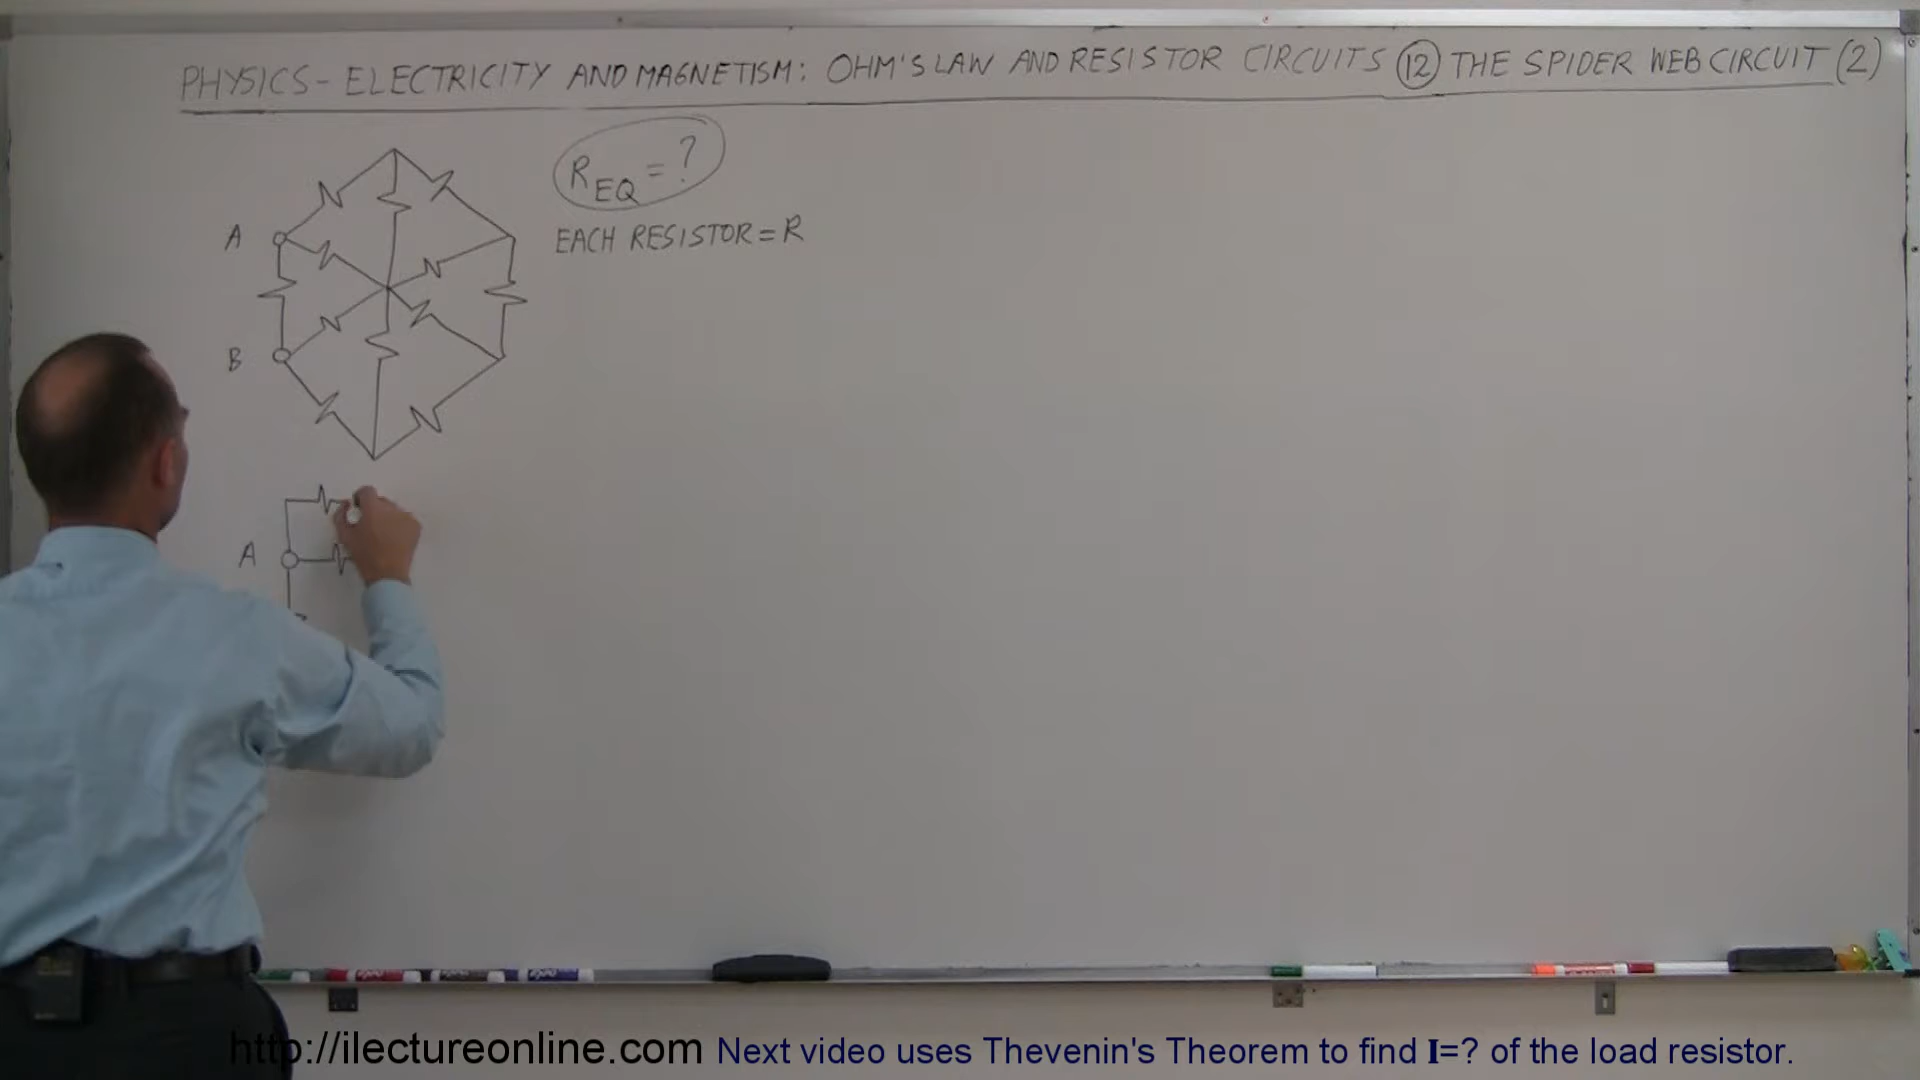 PHYSICS - ELECTRICITY AND MAGNETISM: OHM'S LAW AND RESISTOR CIRCUITS (12) THE SPIDER WEB CIRCUIT (2)
R EQ = ?
EACH RESISTOR = R
A
B
A
http://ilectureonline.com Next video uses Thevenin's Theorem to find I=? of the load resistor.